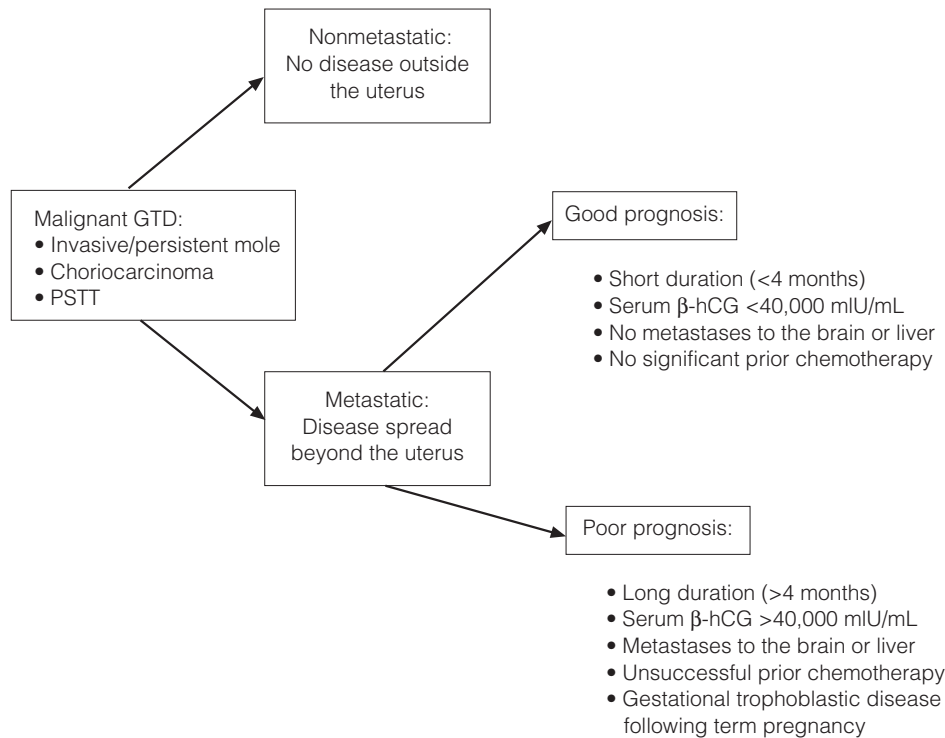 Nonmetastatic:
No disease outside
the uterus
Malignant GTD:
• Invasive/persistent mole
• Choriocarcinoma
• PSTT
Good prognosis:
• Short duration (<4 months)
• Serum β-hCG <40,000 mIU/mL
• No metastases to the brain or liver
• No significant prior chemotherapy
Metastatic:
Disease spread
beyond the uterus
Poor prognosis:
• Long duration (>4 months)
• Serum β-hCG >40,000 mIU/mL
• Metastases to the brain or liver
• Unsuccessful prior chemotherapy
• Gestational trophoblastic disease
following term pregnancy